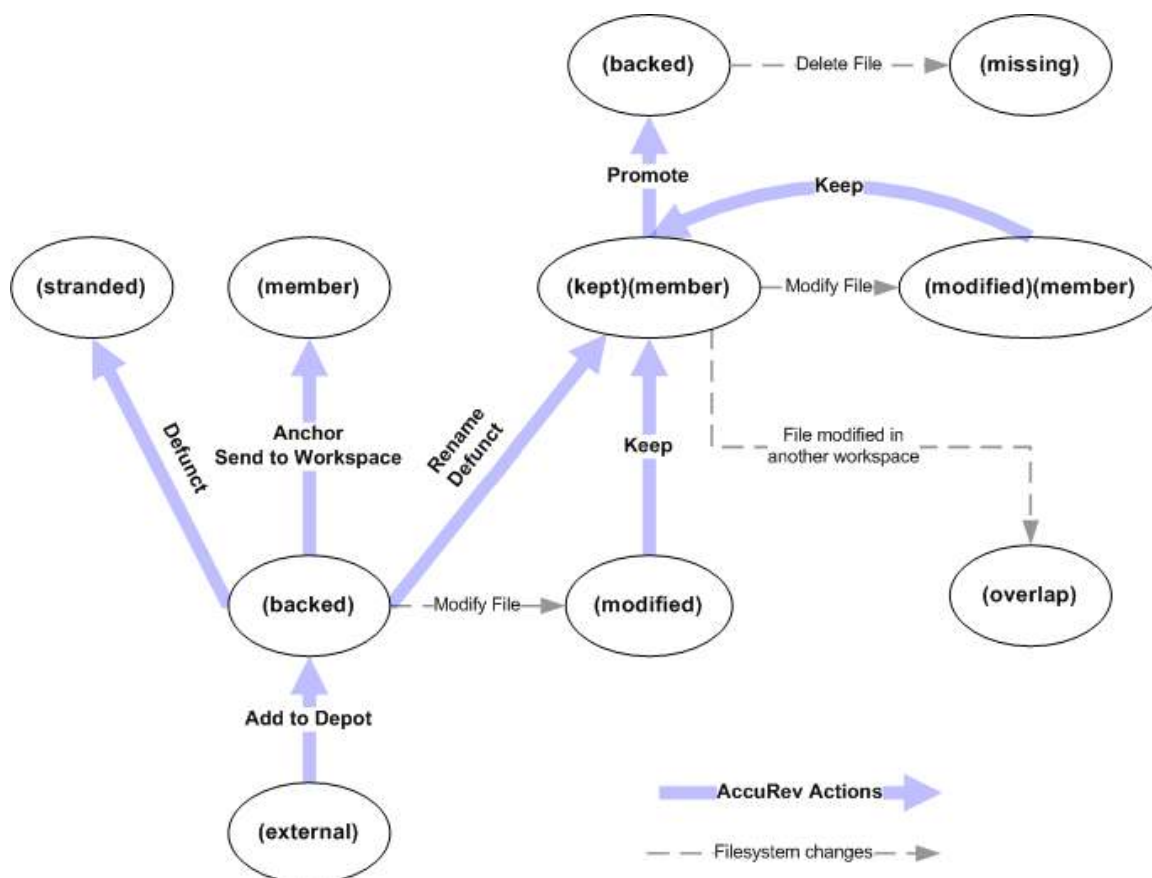 (backed)
Delete File
(missing)
Promote
Keep
(stranded)
(member)
(kept)(member)
Modify File
(modified)(member)
Defunct
Anchor
Send to Workspace
Rename
Defunct
Keep
File modified in
another workspace
(backed)
Modify File
(modified)
(overlap)
Add to Depot
(external)
AccuRev Actions
Filesystem changes